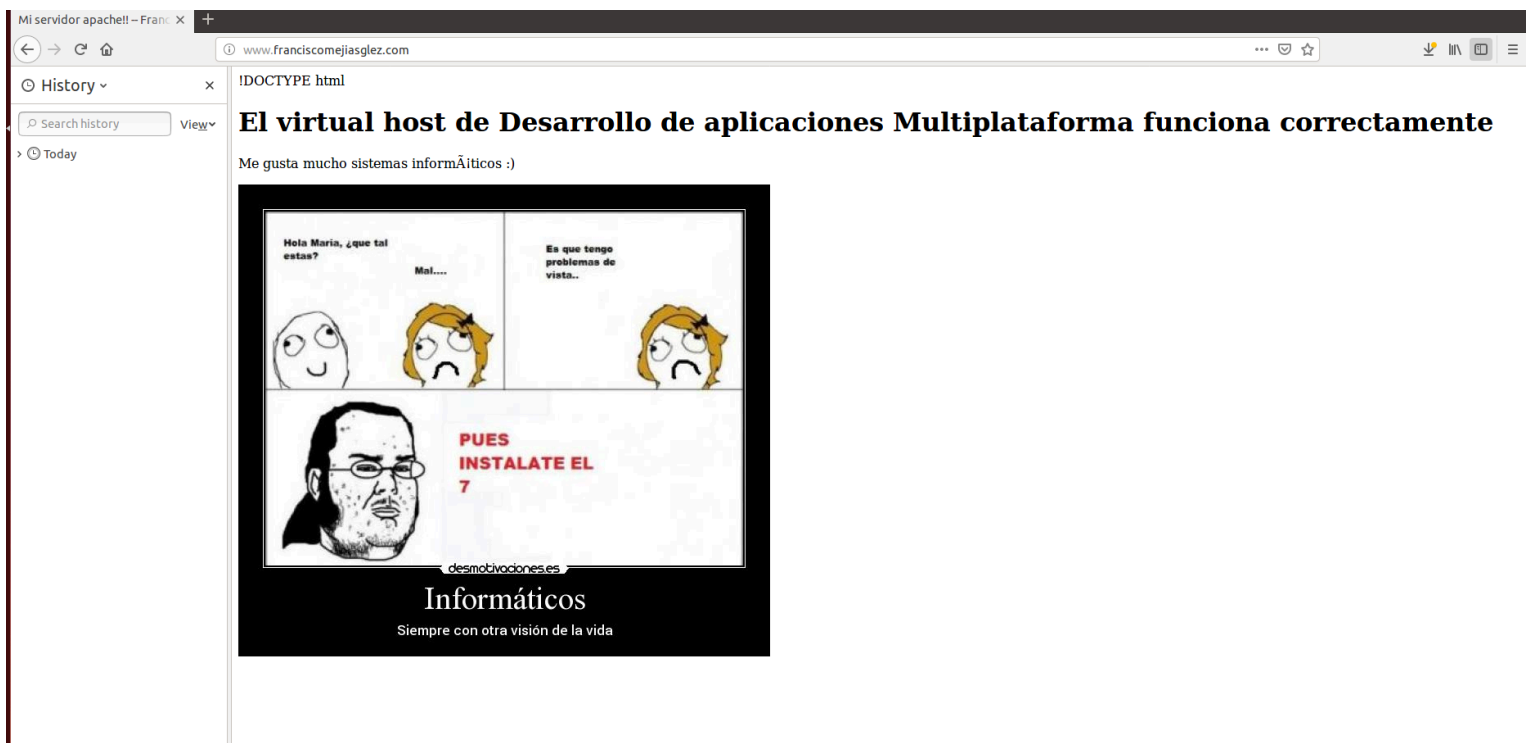 Mi servidor apache!! – Franc
www.franciscomejiasglez.com
History
Search history
View
Today
!DOCTYPE html
El virtual host de Desarrollo de aplicaciones Multiplataforma funciona correctamente
Me gusta mucho sistemas informÃ¡ticos :)
Hola Maria, ¿que tal
estas?
Mal....
Es que tengo
problemas de
vista..
PUES
INSTALATE EL
7
desmotivaciones.es
Informáticos
Siempre con otra visión de la vida